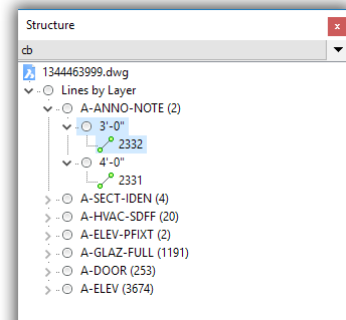 Structure
cb
1344463999.dwg
Lines by Layer
A-ANNO-NOTE (2)
3'-0"
2332
4'-0"
2331
A-SECT-IDEN (4)
A-HVAC-SDFF (20)
A-ELEV-PFIXT (2)
A-GLAZ-FULL (1191)
A-DOOR (253)
A-ELEV (3674)